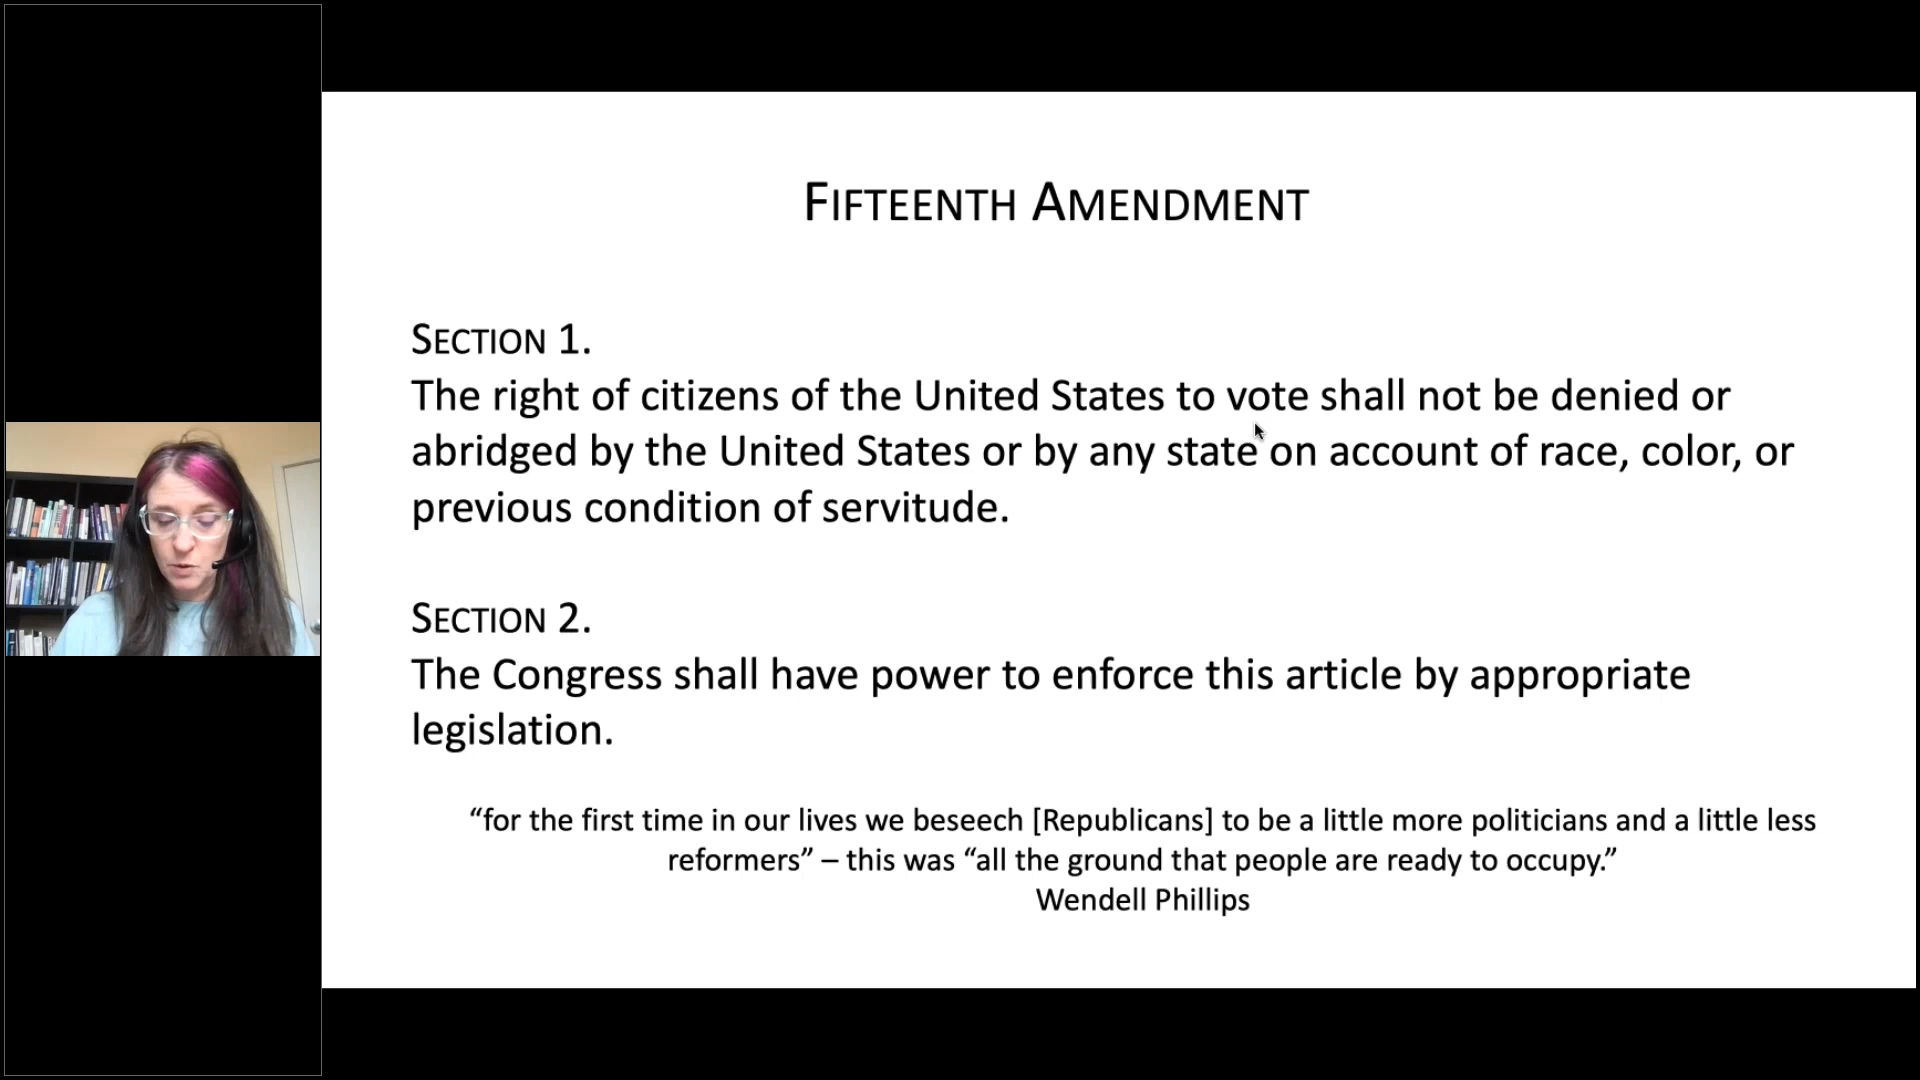 FIFTEENTH AMENDMENT
SECTION 1.
The right of citizens of the United States to vote shall not be denied or
abridged by the United States or by any state on account of race, color, or
previous condition of servitude.
SECTION 2.
The Congress shall have power to enforce this article by appropriate
legislation.
“for the first time in our lives we beseech [Republicans] to be a little more politicians and a little less
reformers” – this was “all the ground that people are ready to occupy.”
Wendell Phillips